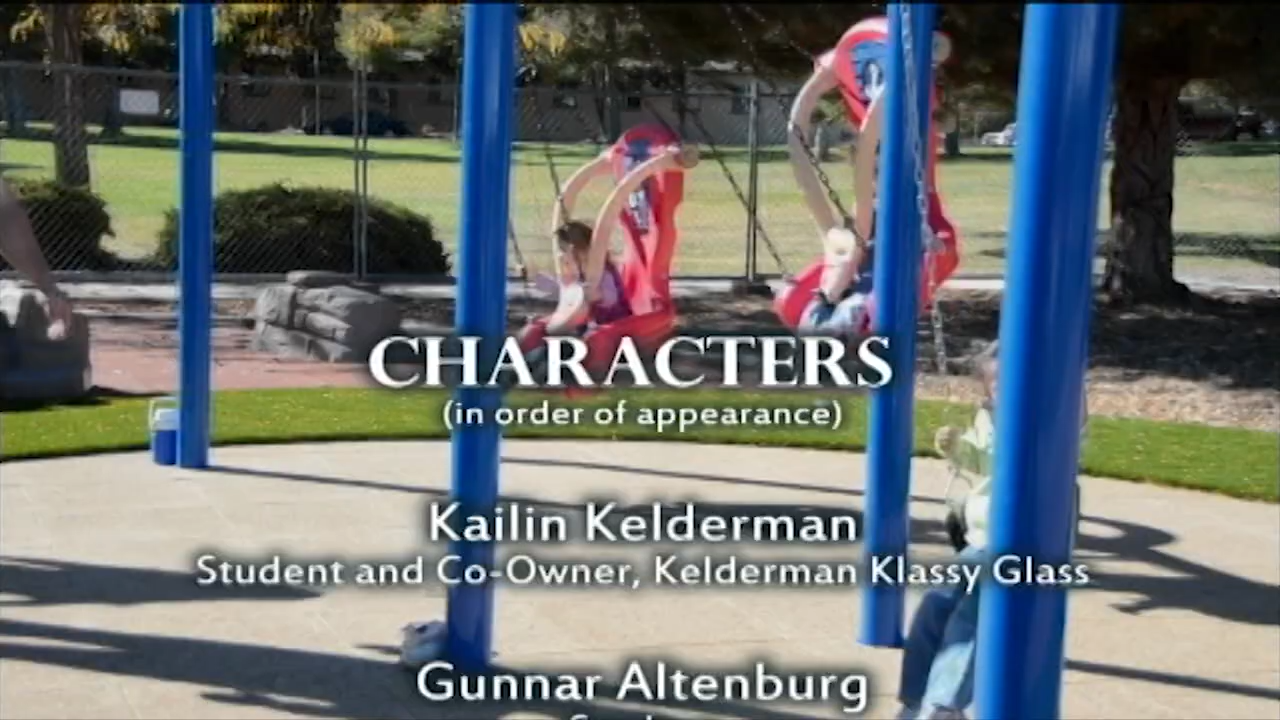 CHARACTERS
(in order of appearance)
Kailin Kelderman
Student and Co-Owner, Kelderman Klassy Glass
Gunnar Altenburg